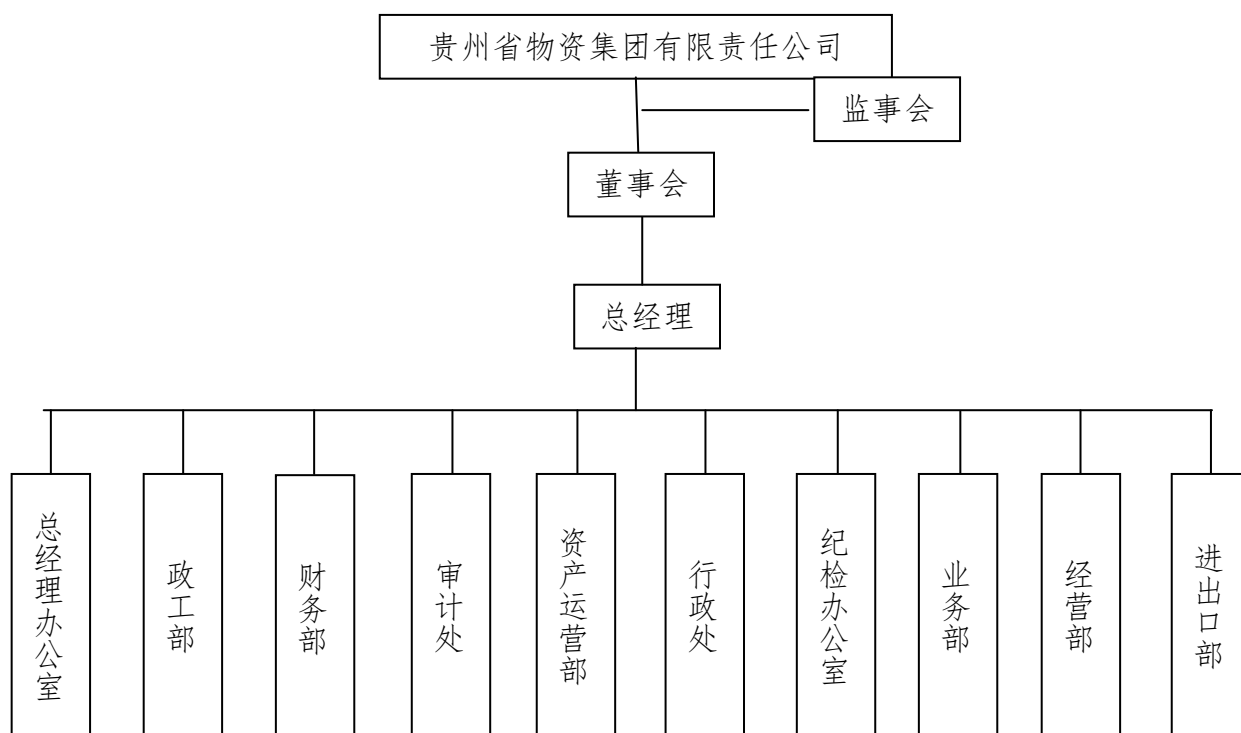 贵州省物资集团有限责任公司
监事会
董事会
总经理
总经理办公室
政工部
财务部
审计处
资产运营部
行政处
纪检办公室
业务部
经营部
进出口部